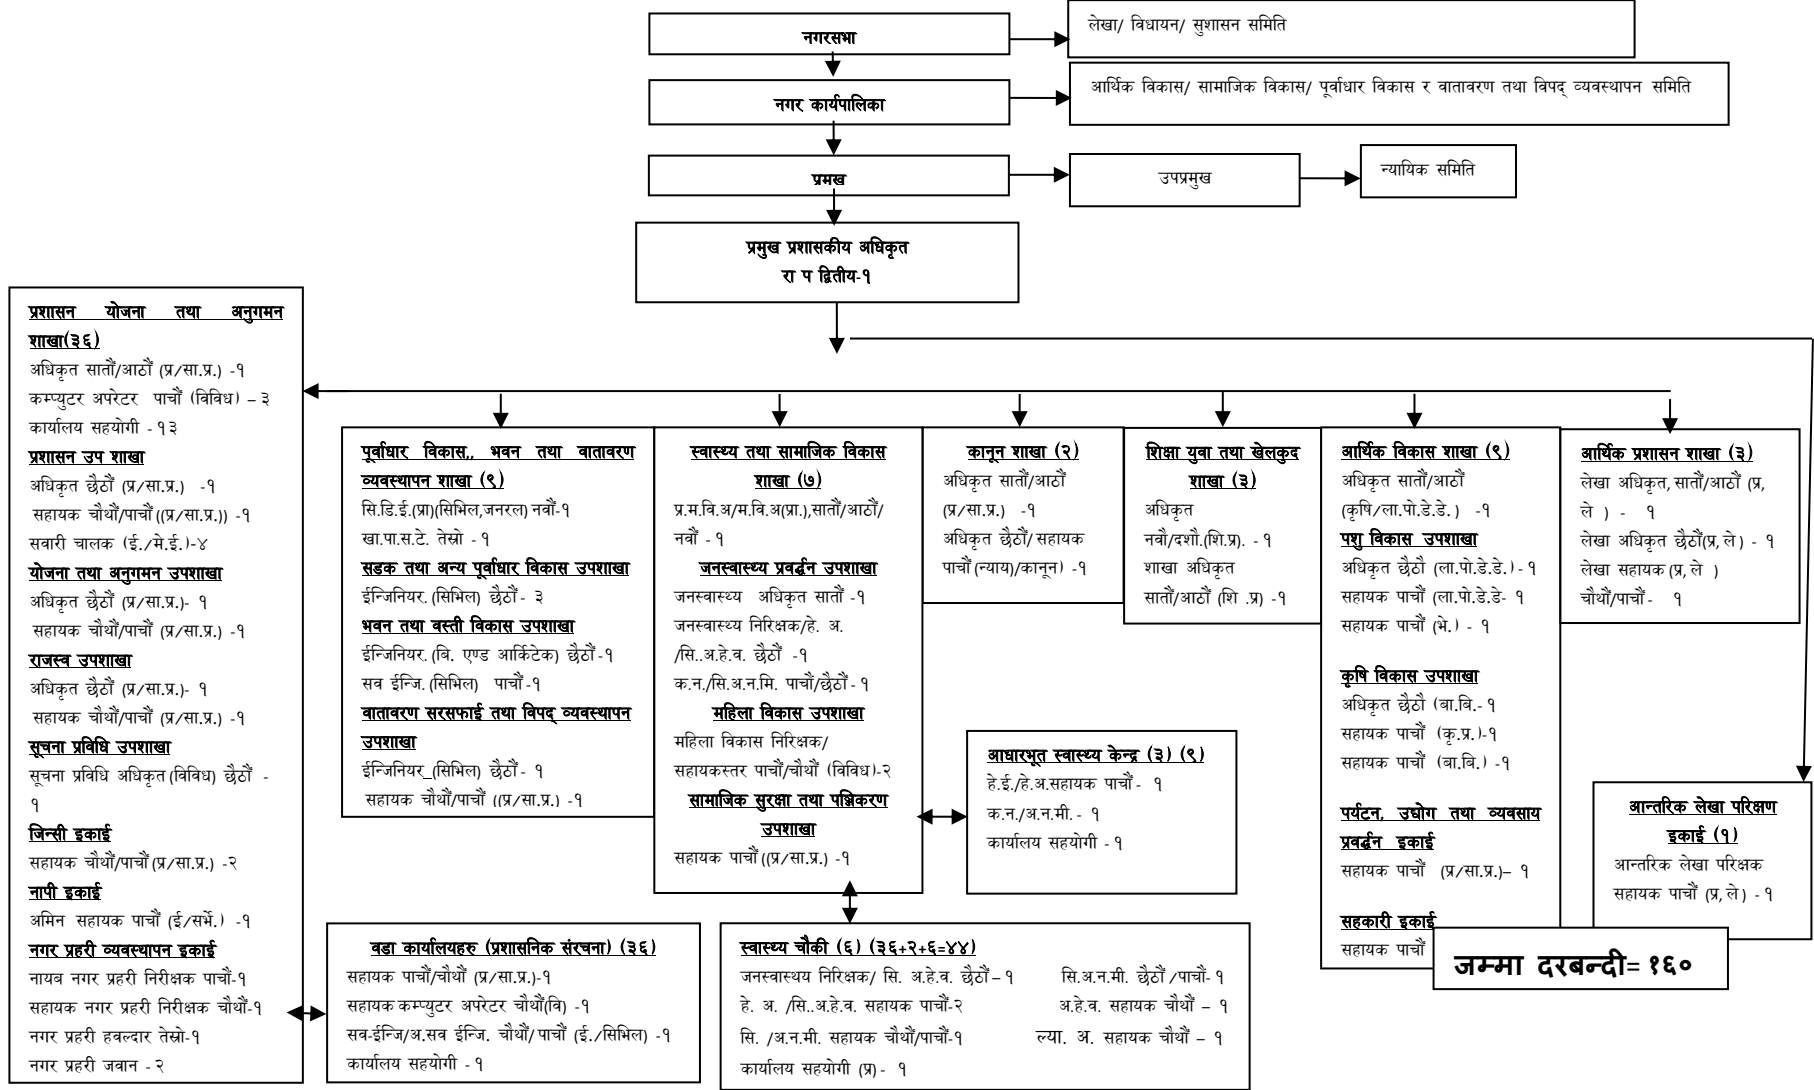 नगरसभा
लेखा/ विधायन/ सुशासन समिति
नगर कार्यपालिका
आर्थिक विकास/ सामाजिक विकास/ पूर्वाधार विकास र वातावरण तथा विपद् व्यवस्थापन समिति
प्रमख
उपप्रमुख
न्यायिक समिति
प्रमुख प्रशासकीय अधिकृत
रा प द्वितीय-१
प्रशासन योजना तथा अनुगमन
शाखा(३६)
अधिकृत सातौं/आठौं (प्र/सा.प्र.) -१
कम्प्युटर अपरेटर पाचौं (विविध) – ३
कार्यालय सहयोगी - १३
प्रशासन उप शाखा
अधिकृत छैठौं (प्र/सा.प्र.) -१
सहायक चौथौं/पाचौं ((प्र/सा.प्र.)) -१
सवारी चालक (ई./मे.ई.)-४
योजना तथा अनुगमन उपशाखा
अधिकृत छैठौं (प्र/सा.प्र.)- १
सहायक चौथौं/पाचौं (प्र/सा.प्र.) -१
राजस्व उपशाखा
अधिकृत छैठौं (प्र/सा.प्र.)- १
सहायक चौथौं/पाचौं (प्र/सा.प्र.) -१
सूचना प्रविधि उपशाखा
सूचना प्रविधि अधिकृत (विविध) छैठौं -
१
जिन्सी इकाई
सहायक चौथौं/पाचौं (प्र/सा.प्र.) -२
नापी इकाई
अमिन सहायक पाचौं (ई/सर्भे.) -१
नगर प्रहरी व्यवस्थापन इकाई
नायब नगर प्रहरी निरीक्षक पाचौं-१
सहायक नगर प्रहरी निरीक्षक चौथौं-१
नगर प्रहरी हवल्दार तेस्रो-१
नगर प्रहरी जवान - २
पूर्वाधार विकास,, भवन तथा वातावरण
व्यवस्थापन शाखा (९)
सि.डि.ई.(प्रा)(सिभिल,जनरल) नवौं-१
खा.पा.स.टे. तेस्रो - १
सडक तथा अन्य पूर्वाधार विकास उपशाखा
ईन्जिनियर. (सिभिल) छैठौं - ३
भवन तथा वस्ती विकास उपशाखा
ईन्जिनियर. (बि. एण्ड आर्किटेक) छैठौं -१
सव ईन्जि. (सिभिल) पाचौं -१
वातावरण सरसफाई तथा विपद् व्यवस्थापन
उपशाखा
ईन्जिनियर_(सिभिल) छैठौं - १
सहायक चौथौं/पाचौं ((प्र/सा.प्र.) -१
स्वास्थ्य तथा सामाजिक विकास
शाखा (७)
प्र.म.वि.अ/म.वि.अ(प्रा.),सातौं/आठौं/
नवौं - १
जनस्वास्थ्य प्रवर्द्धन उपशाखा
जनस्वास्थ्य अधिकृत सातौं -१
जनस्वास्थ्य निरिक्षक/हे. अ.
/सि..अ.हे.व. छैठौं -१
क.न./सि.अ.न.मि. पाचौं/छैठौं - १
महिला विकास उपशाखा
महिला विकास निरिक्षक/
सहायकस्तर पाचौं/चौथौं (विविध)-२
सामाजिक सुरक्षा तथा पञ्जिकरण
उपशाखा
सहायक पाचौं ((प्र/सा.प्र.) -१
कानून शाखा (२)
अधिकृत सातौं/आठौं
(प्र/सा.प्र.) -१
अधिकृत छैठौं/ सहायक
पाचौं (न्याय)/कानून) -१
शिक्षा युवा तथा खेलकुद
शाखा (३)
अधिकृत
नवौ/दशौ.(शि.प्र). - १
शाखा अधिकृत
सातौं/आठौं (शि .प्र) -१
आर्थिक विकास शाखा (९)
अधिकृत सातौं/आठौं
(कृषि/ला.पो.डे.डे. ) -१
पशु विकास उपशाखा
अधिकृत छैठौ (ला.पो.डे.डे.) - १
सहायक पाचौं (ला.पो.डे.डे- १
सहायक पाचौं (भे.) - १
कृषि विकास उपशाखा
अधिकृत छैठौ (बा.बि.- १
सहायक पाचौं (कृ.प्र.)-१
सहायक पाचौं (बा.बि.) -१
पर्यटन, उद्योग तथा व्यवसाय
प्रवर्द्धन इकाई
सहायक पाचौं (प्र/सा.प्र.)– १
सहकारी इकाई
सहायक पाचौं
आर्थिक प्रशासन शाखा (३)
लेखा अधिकृत,सातौं/आठौं (प्र,
ले ) - १
लेखा अधिकृत छैठौं(प्र, ले) - १
लेखा सहायक (प्र, ले )
चौथौं/पाचौं - १
आधारभूत स्वास्थ्य केन्द्र (३) (९)
हे.ई./हे.अ.सहायक पाचौं - १
क.न./अ.न.मी. - १
कार्यालय सहयोगी - १
आन्तरिक लेखा परिक्षण
इकाई (१)
आन्तरिक लेखा परिक्षक
सहायक पाचौं (प्र, ले) - १
वडा कार्यालयहरु (प्रशासनिक संरचना) (३६)
सहायक पाचौं/चौथौं (प्र/सा.प्र.)-१
सहायक कम्प्युटर अपरेटर चौथौं(वि) -१
सव-ईन्जि/अ.सव ईन्जि. चौथौं/ पाचौं (ई./सिभिल) -१
कार्यालय सहयोगी - १
स्वास्थ्य चौकी (६) (३६+२+६=४४)
जनस्वास्थय निरिक्षक/ सि. अ.हे.व. छैठौं – १ सि.अ.न.मी. छैठौं /पाचौं- १
हे. अ. /सि..अ.हे.व. सहायक पाचौं-२ अ.हे.व. सहायक चौथौं – १
सि. /अ.न.मी. सहायक चौथौं/पाचौं-१ ल्या. अ. सहायक चौथौं – १
कार्यालय सहयोगी (प्र) - १
जम्मा दरबन्दी= १६०